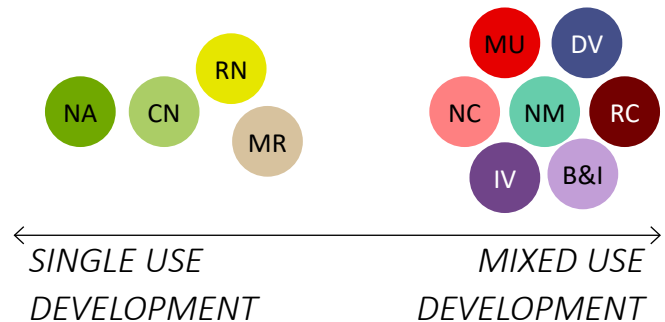 MU DV
RN
NA CN NC NM RC
MR
IV B&I
SINGLE USE MIXED USE
DEVELOPMENT DEVELOPMENT